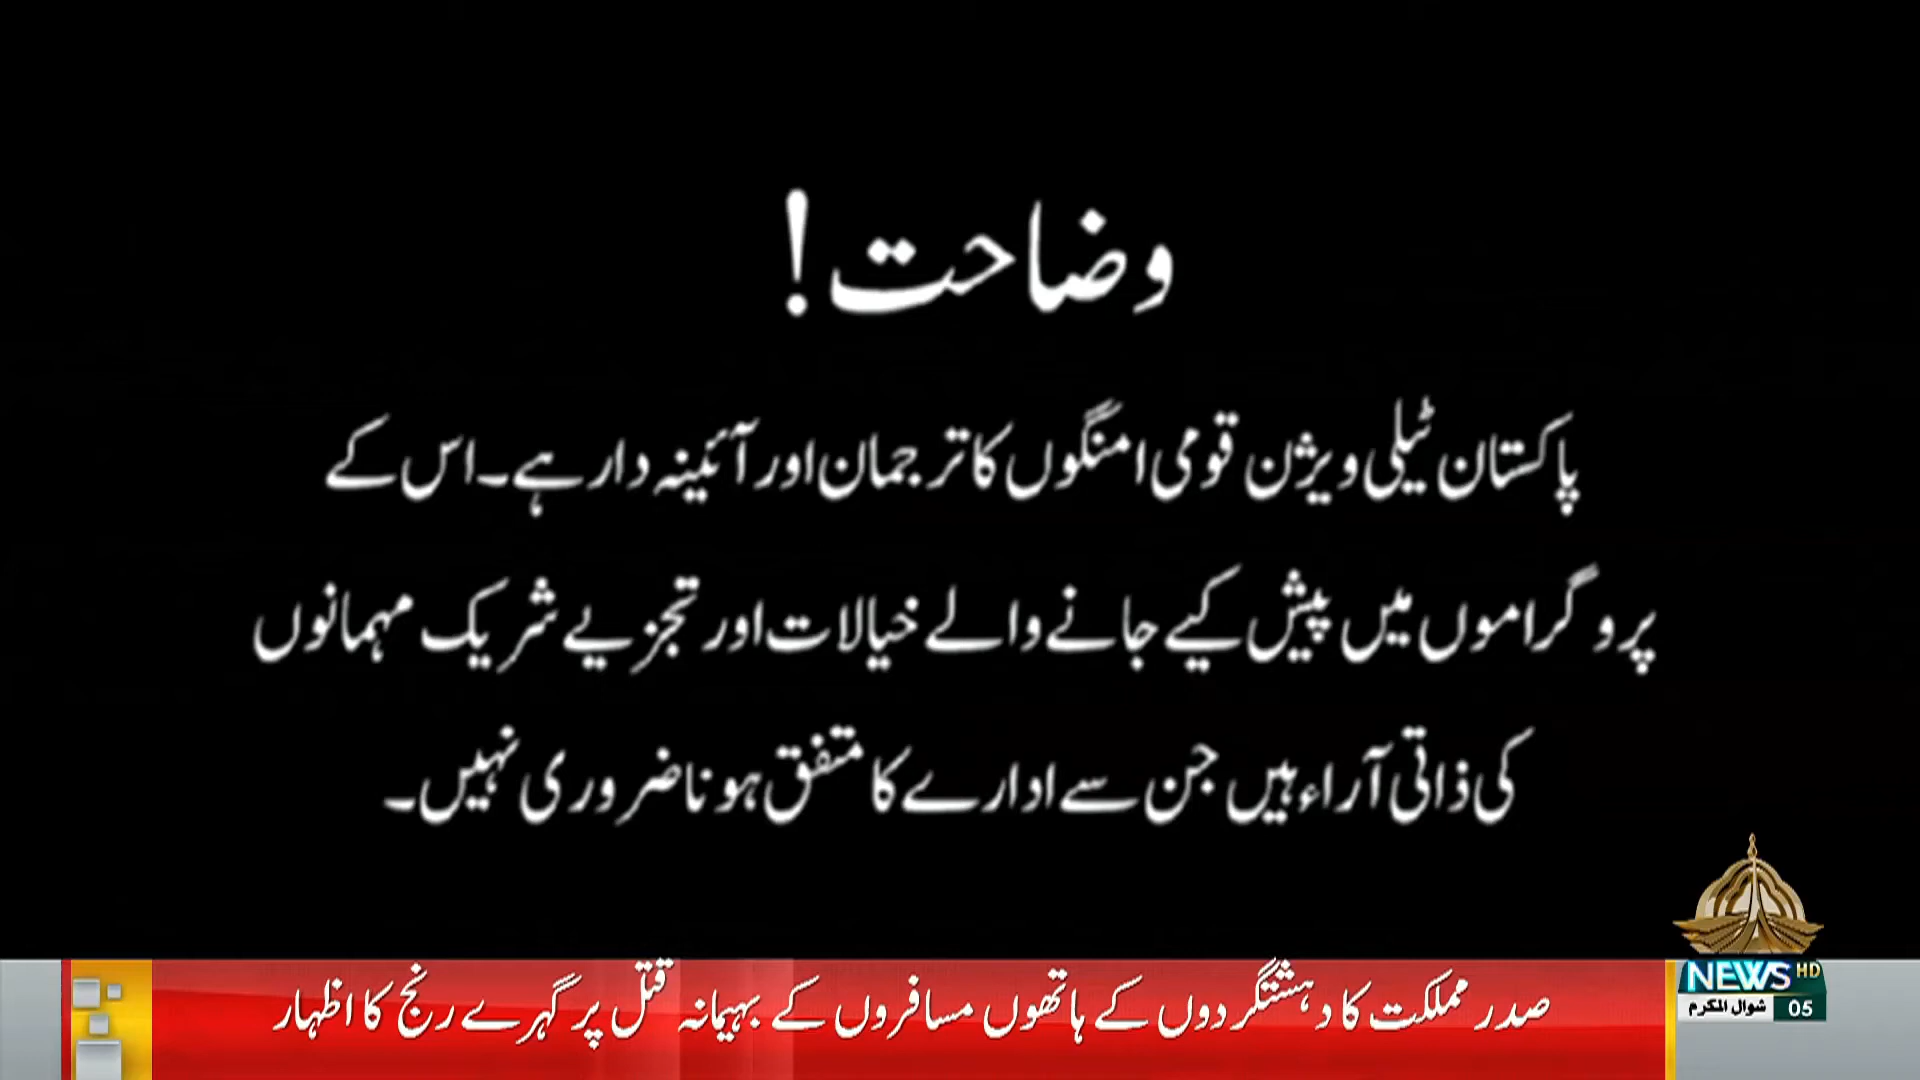 وضاحت!
پاکستان ٹیلی ویژن قومی امنگوں کا ترجمان اور آئینہ دار ہے۔ اس کے
پروگراموں میں پیش کیے جانے والے خیالات اور تجزیے شریک مہمانوں
کی ذاتی آراء ہیں جن سے ادارے کا متفق ہونا ضروری نہیں۔
NEWS HD
شوال المکرم 05
صدر مملکت کا دہشتگردوں کے ہاتھوں مسافروں کے بہیمانہ قتل پر گہرے رنج کا اظہار